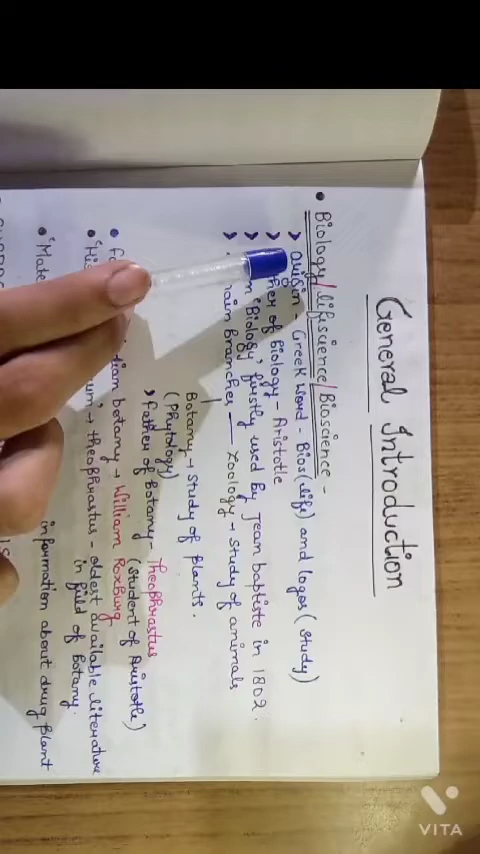 General Introduction
• Biology/lifescience/Bioscience -
origin - Greek word - Bios(life) and logos (study)
of biology - Aristotle
'Biology' firstly used by Jean baptiste in 1802.
branches — Zoology → study of animals
Botany → study of plants.
(Phytology)
Father of Botany - Theophrastus
(student of Aristotle)
botany → William Roxburg
→ theophrastus - oldest available literature
in field of Botany.
information about drug plant
VITA